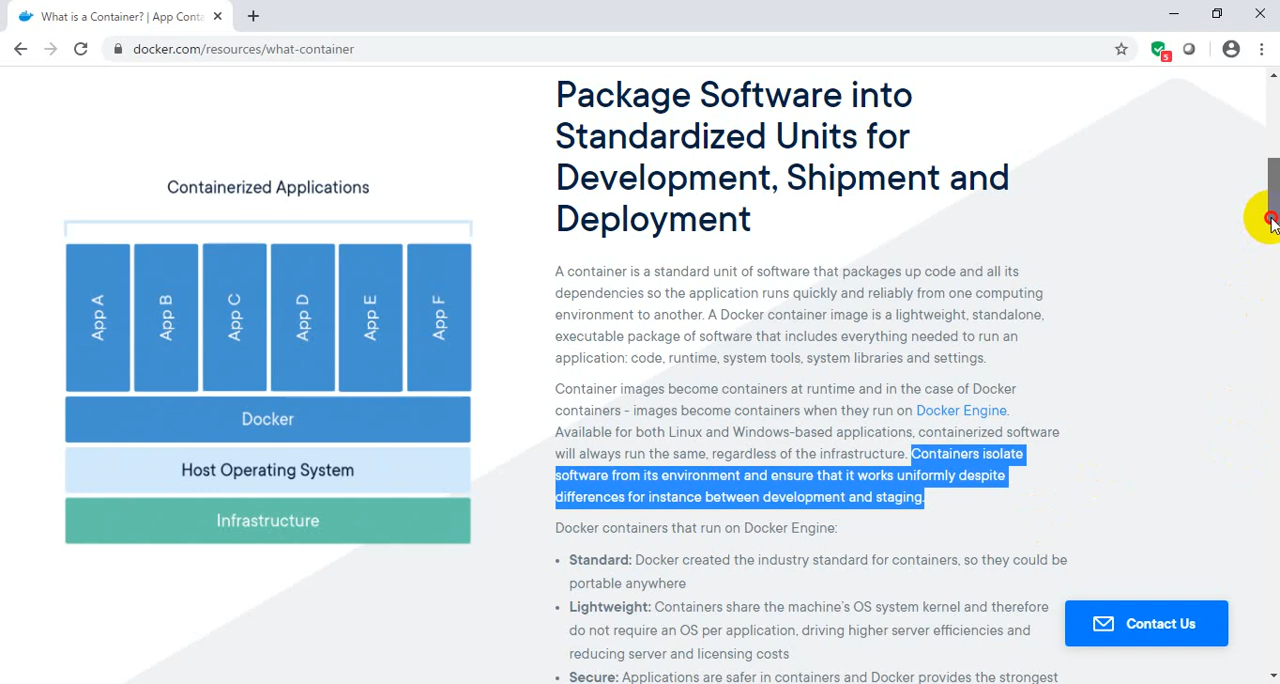 What is a Container? | App Conta
docker.com/resources/what-container
5
Package Software into
Standardized Units for
Development, Shipment and
Deployment
Containerized Applications
App A
App B
App C
App D
App E
App F
Docker
Host Operating System
Infrastructure
A container is a standard unit of software that packages up code and all its
dependencies so the application runs quickly and reliably from one computing
environment to another. A Docker container image is a lightweight, standalone,
executable package of software that includes everything needed to run an
application: code, runtime, system tools, system libraries and settings.
Container images become containers at runtime and in the case of Docker
containers - images become containers when they run on Docker Engine.
Available for both Linux and Windows-based applications, containerized software
will always run the same, regardless of the infrastructure. Containers isolate
software from its environment and ensure that it works uniformly despite
differences for instance between development and staging.
Docker containers that run on Docker Engine:
• Standard: Docker created the industry standard for containers, so they could be
portable anywhere
• Lightweight: Containers share the machine's OS system kernel and therefore
do not require an OS per application, driving higher server efficiencies and
reducing server and licensing costs
• Secure: Applications are safer in containers and Docker provides the strongest
Contact Us